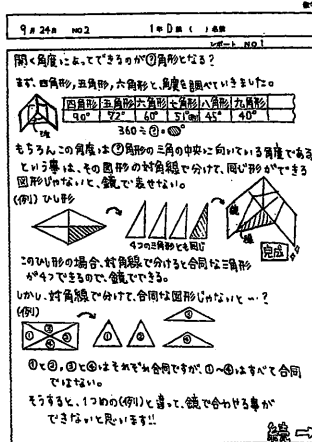 9月24日 NO2 1年D組( )名前
レポート NO1
開く角度によってできるのが?角形となる?
まず、四角形,五角形,六角形と、角度を調べていきました。
四角形 五角形 六角形 七角形 八角形 九角形
90° 72° 60° 51° 45° 40°
360÷?=°
もちろんこの角度は?角形の三角の中央に向いている角度である
という事は、その図形の対角線で分けて、同じ形ができる
図形じゃないと、鏡で表せない。
(例)ひし形
4つの三角形とも同じ
鏡
完成
このひし形の場合、対角線で分けると合同な三角形
が4つできるので、鏡でできる。
しかし、対角線で分けて、合同な図形じゃないと…?
(例)
① ② ③ ④
①と②,③と④はそれぞれ合同ですが、①〜④はすべて合同
ではない。
そうすると、1つめの(例)と違って、鏡で合わせる事が
できないと思います!!